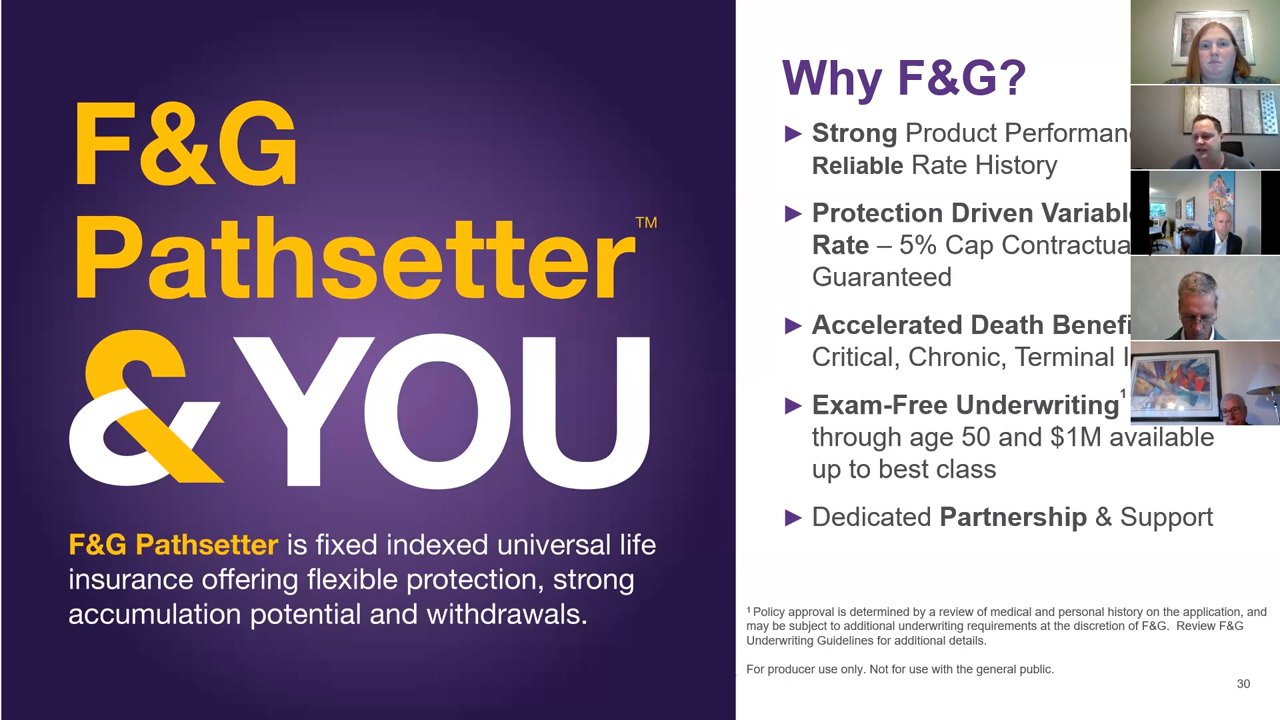 F&G
Pathsetter™
& YOU
F&G Pathsetter is fixed indexed universal life
insurance offering flexible protection, strong
accumulation potential and withdrawals.
Why F&G?
► Strong Product
Reliable Rate History
► Protection Driven
Rate – 5% Cap
Guaranteed
► Accelerated Death
Critical, Chronic, Terminal
► Exam-Free Underwriting¹
through age 50 and $1M available
up to best class
► Dedicated Partnership & Support
¹ Policy approval is determined by a review of medical and personal history on the application, and
may be subject to additional underwriting requirements at the discretion of F&G. Review F&G
Underwriting Guidelines for additional details.
For producer use only. Not for use with the general public.
30